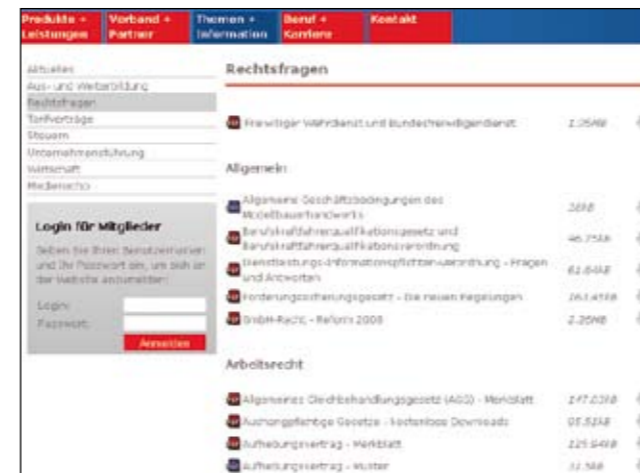 Produkte + Leistungen
Verband + Partner
Themen + Information
Beruf + Karriere
Kontakt
Aktuelles
Aus- und Weiterbildung
Rechtsfragen
Tarifverträge
Steuern
Unternehmensführung
Wirtschaft
Medienecho
Login für Mitglieder
Geben Sie Ihren Benutzernamen
und Ihr Passwort ein, um sich an
der Website anzumelden:
Login:
Passwort:
Anmelden
Rechtsfragen
Freiwilliger Wehrdienst und Bundesfreiwilligendienst
Allgemein
Allgemeine Geschäftsbedingungen des
Modellbauerhandwerks
Berufskraftfahrerqualifikationsgesetz und
Berufskraftfahrerqualifikationsverordnung
Dienstleistungs-Informationspflichten-Verordnung - Fragen
und Antworten
Forderungssicherungsgesetz - Die neuen Regelungen
GmbH-Recht - Reform 2008
Arbeitsrecht
Allgemeines Gleichbehandlungsgesetz (AGG) - Merkblatt
Aushangpflichtige Gesetze - kostenlose Downloads
Aufhebungsvertrag - Merkblatt
Aufhebungsvertrag - Muster